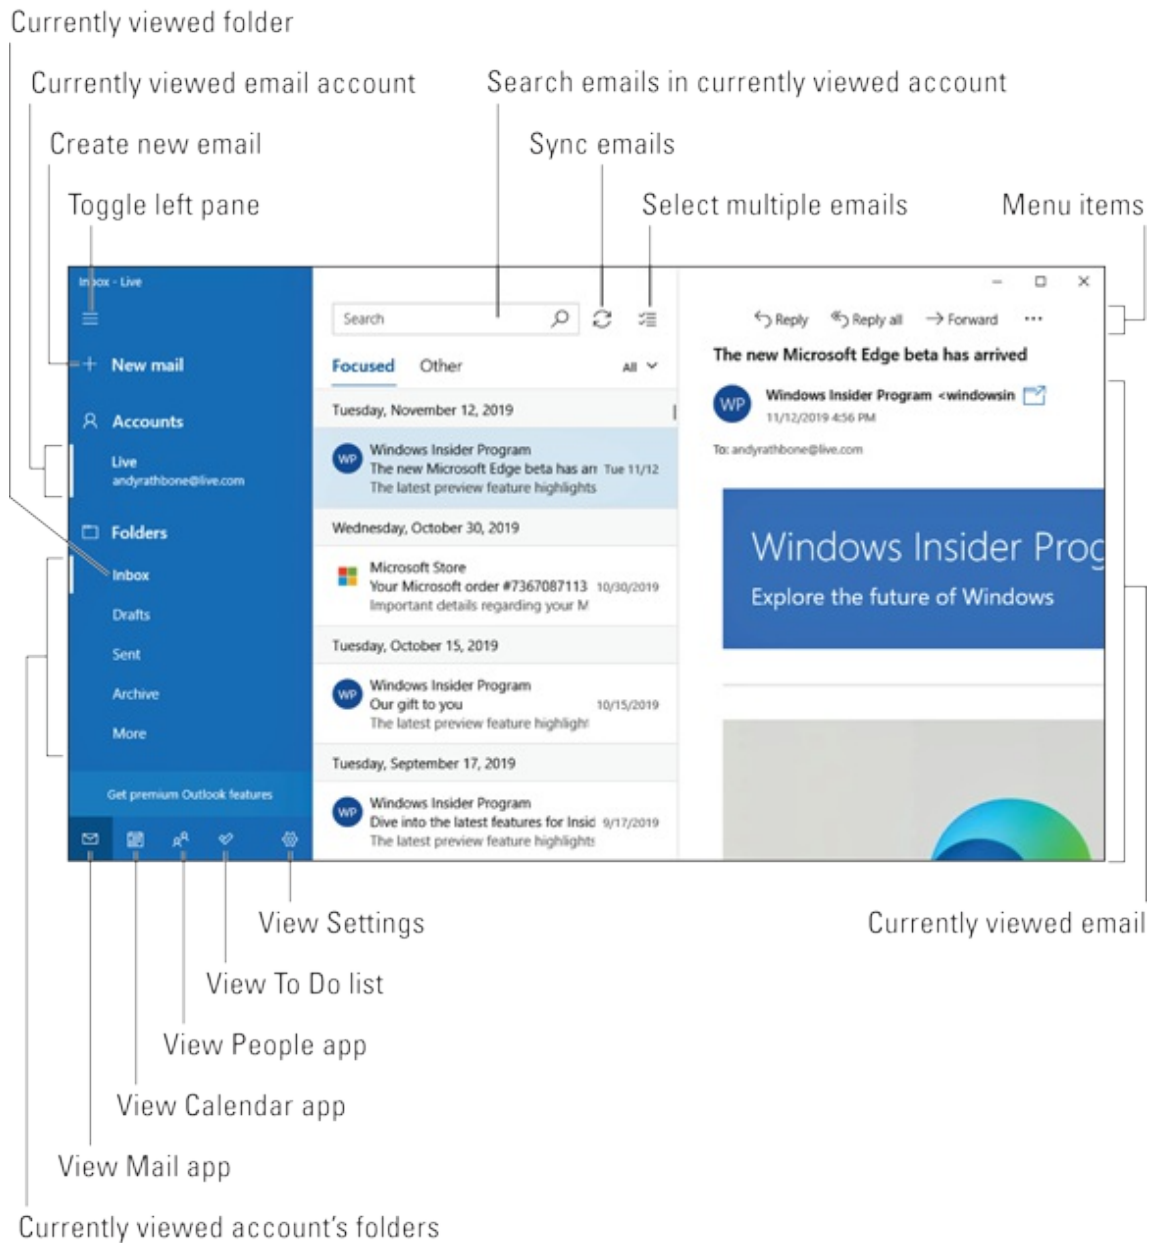 Currently viewed folder
Currently viewed email account
Search emails in currently viewed account
Create new email
Sync emails
Toggle left pane
Select multiple emails
Menu items
Inbox - Live
Search
Reply
Reply all
Forward
New mail
Focused
Other
All
The new Microsoft Edge beta has arrived
WP
Windows Insider Program <windowsin
11/12/2019 4:56 PM
To: andyrathbone@live.com
Accounts
Live
andyrathbone@live.com
Folders
Inbox
Drafts
Sent
Archive
More
Get premium Outlook features
Tuesday, November 12, 2019
WP
Windows Insider Program
The new Microsoft Edge beta has arr Tue 11/12
The latest preview feature highlights
Wednesday, October 30, 2019
Microsoft Store
Your Microsoft order #7367087113 10/30/2019
Important details regarding your M
Tuesday, October 15, 2019
WP
Windows Insider Program
Our gift to you 10/15/2019
The latest preview feature highlight
Tuesday, September 17, 2019
WP
Windows Insider Program
Dive into the latest features for Insid 9/17/2019
The latest preview feature highlights
Windows Insider Prog
Explore the future of Windows
View Settings
Currently viewed email
View To Do list
View People app
View Calendar app
View Mail app
Currently viewed account's folders